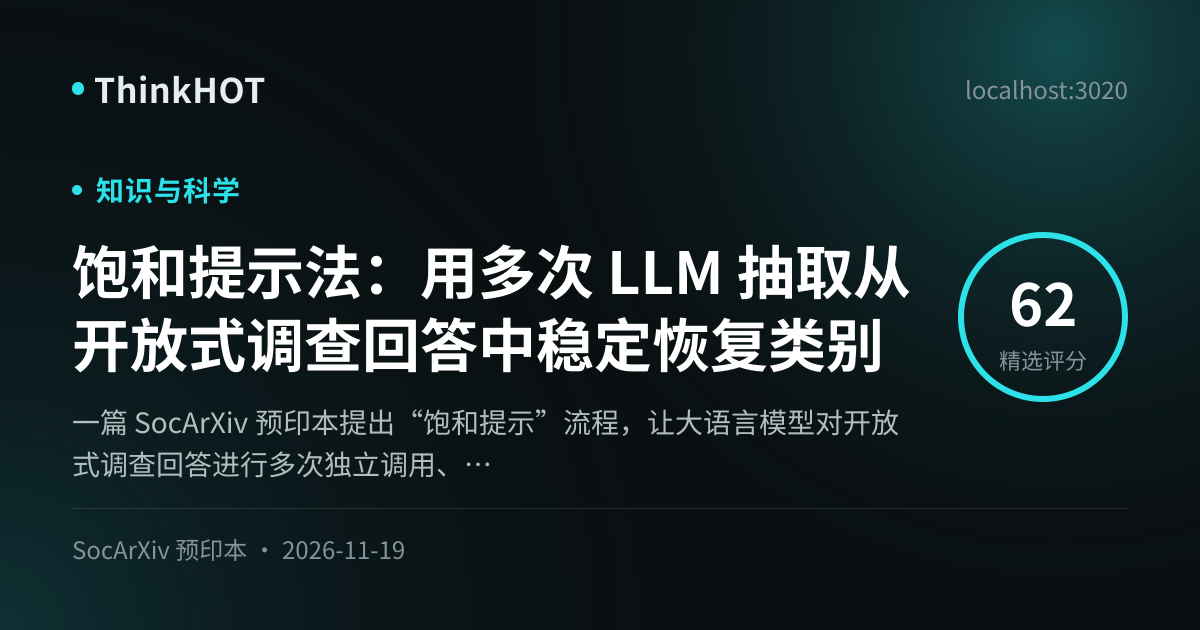 ThinkHOT
localhost:3020
知识与科学
饱和提示法：用多次 LLM 抽取从
开放式调查回答中稳定恢复类别
62
精选评分
一篇 SocArXiv 预印本提出“饱和提示”流程，让大语言模型对开放
式调查回答进行多次独立调用、…
SocArXiv 预印本 · 2026-11-19